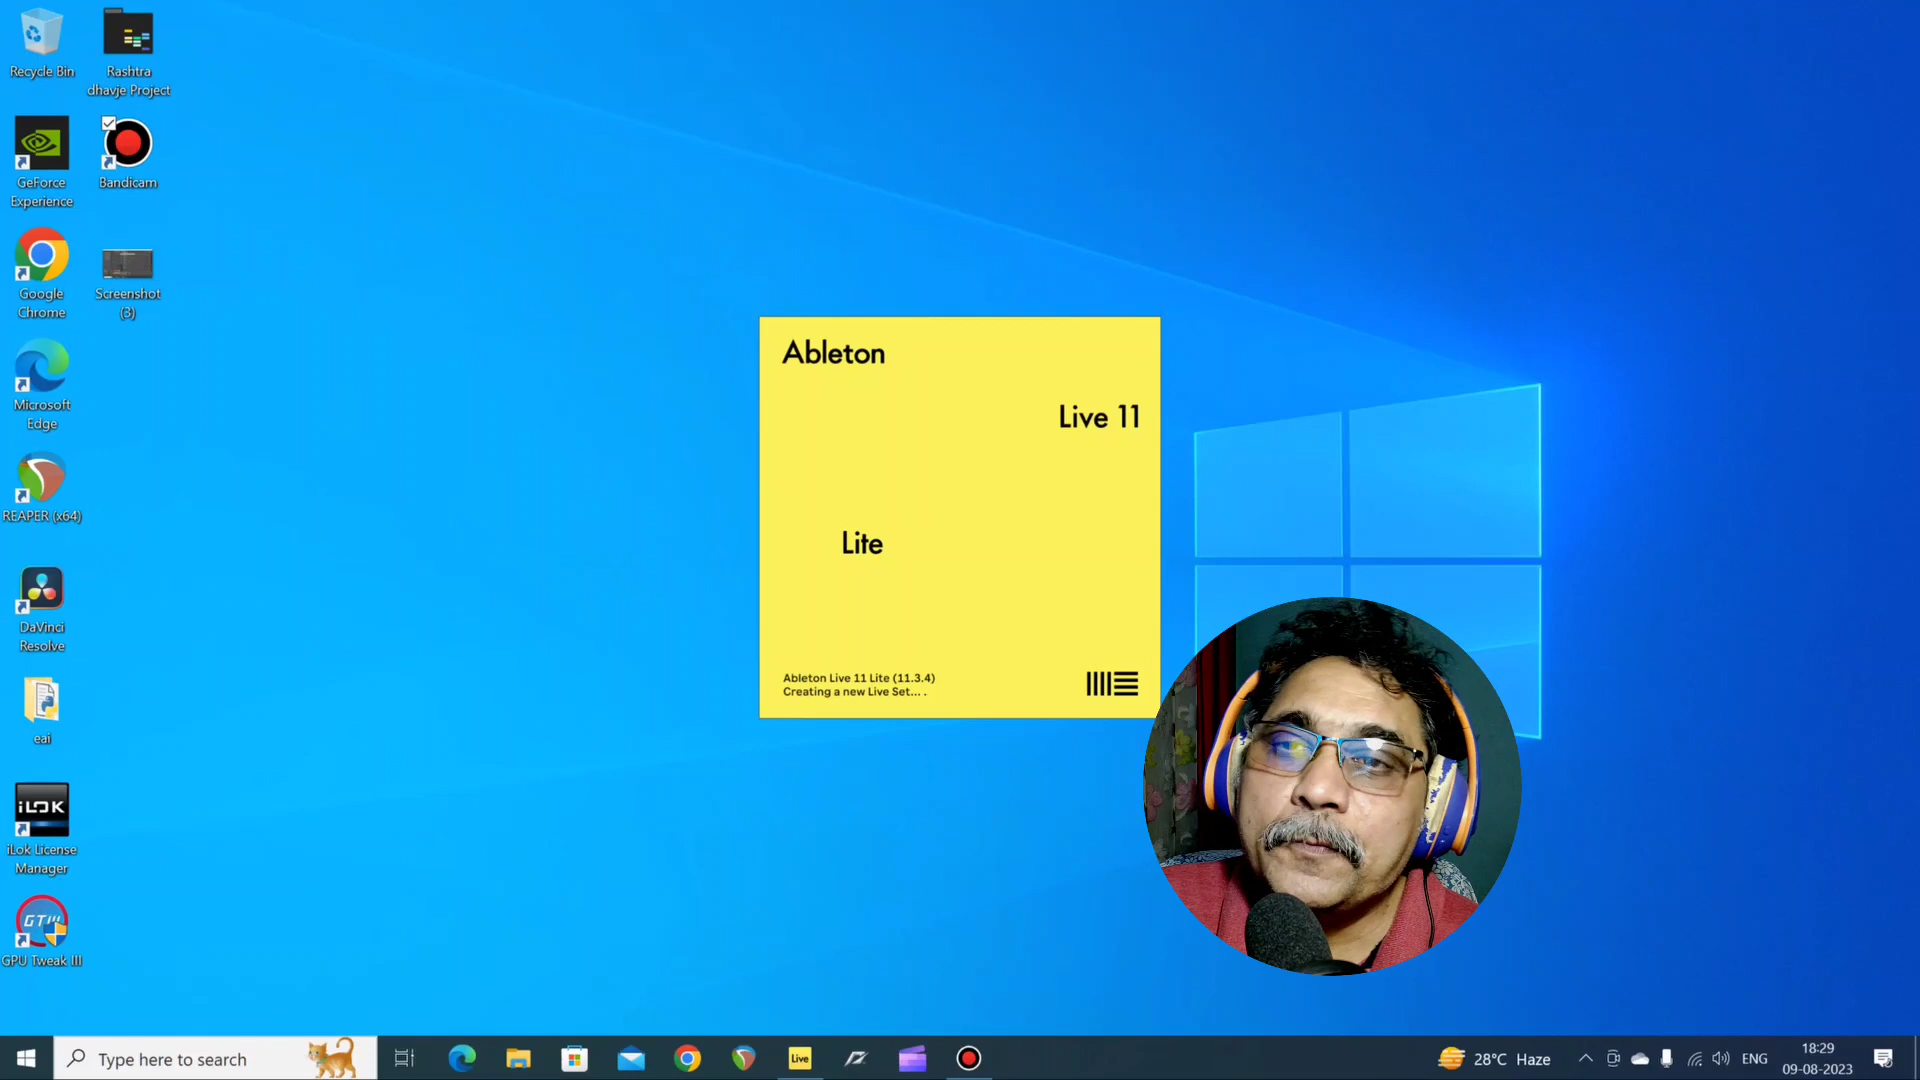 Recycle Bin
Rashtra
dhavje Project
GeForce
Experience
Bandicam
Google
Chrome
Screenshot
(3)
Microsoft
Edge
REAPER (x64)
DaVinci
Resolve
eai
iLOK
iLok License
Manager
GTIII
GPU Tweak III
Ableton
Live 11
Lite
Ableton Live 11 Lite (11.3.4)
Creating a new Live Set... .
Type here to search
Live
28°C Haze
ENG
18:29
09-08-2023